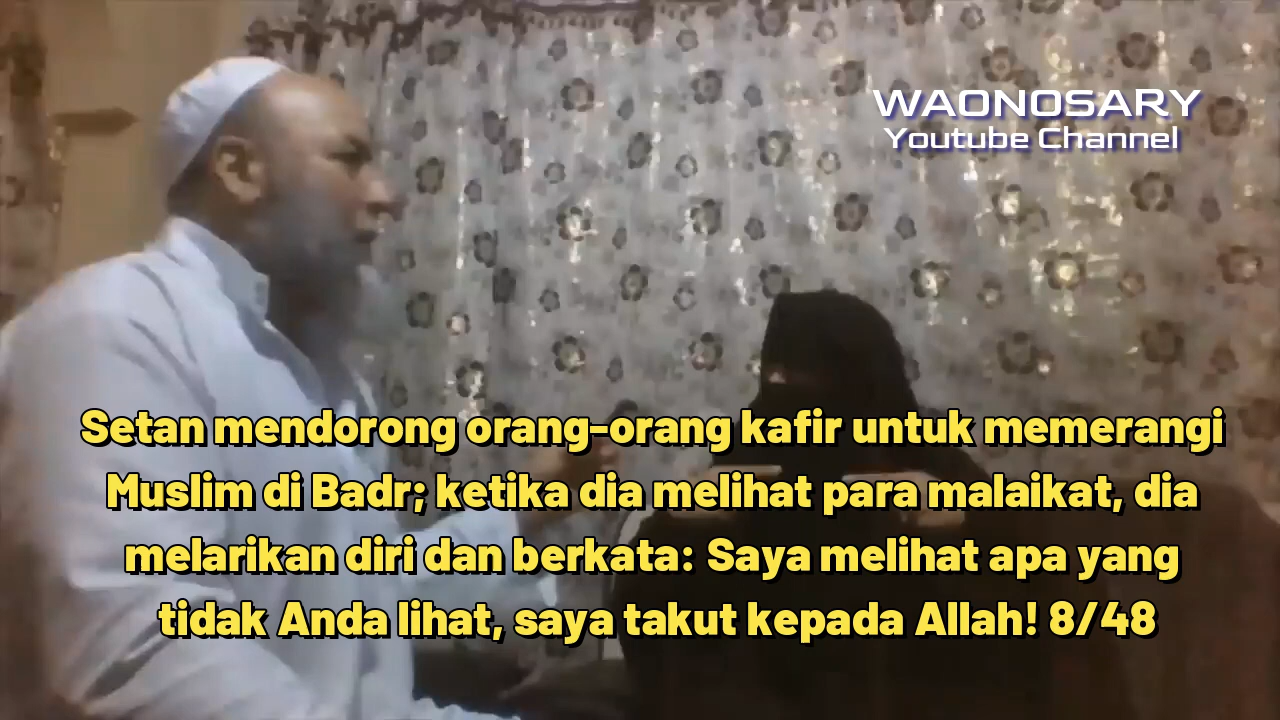 WAONOSARY
Youtube Channel
Setan mendorong orang-orang kafir untuk memerangi
Muslim di Badr; ketika dia melihat para malaikat, dia
melarikan diri dan berkata: Saya melihat apa yang
tidak Anda lihat, saya takut kepada Allah! 8/48